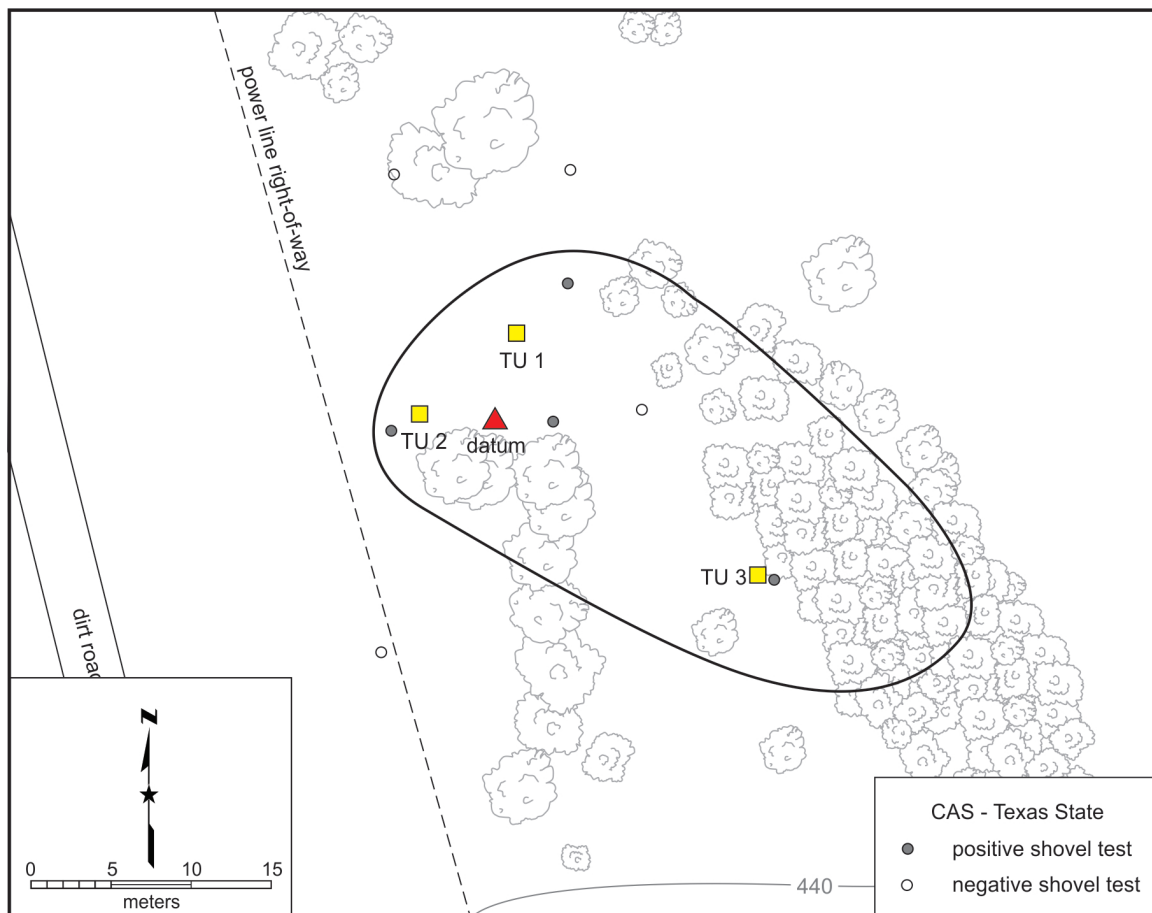 power line right-of-way
TU 1
TU 2
datum
TU 3
dirt road
N
0 5 10 15
meters
440
CAS - Texas State
positive shovel test
negative shovel test